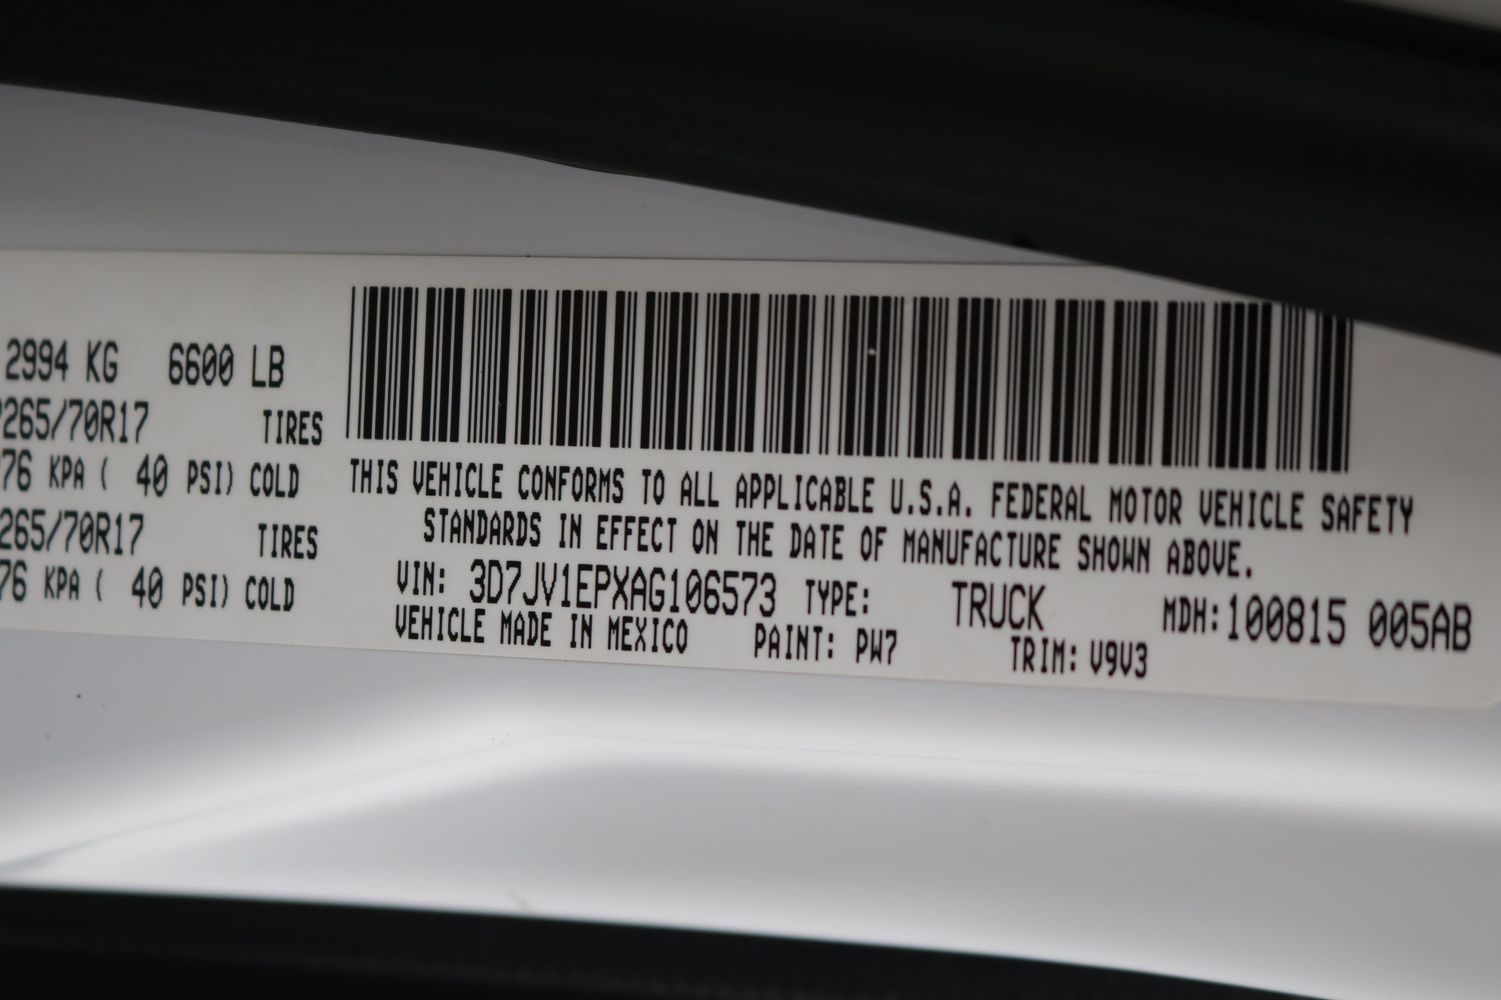 2994 KG 6600 LB
265/70R17 TIRES
76 KPA ( 40 PSI) COLD
265/70R17 TIRES
76 KPA ( 40 PSI) COLD
THIS VEHICLE CONFORMS TO ALL APPLICABLE U.S.A. FEDERAL MOTOR VEHICLE SAFETY
STANDARDS IN EFFECT ON THE DATE OF MANUFACTURE SHOWN ABOVE.
VIN: 3D7JV1EPXAG106573 TYPE: TRUCK MDH: 100815 005AB
VEHICLE MADE IN MEXICO PAINT: PW7 TRIM: V9V3